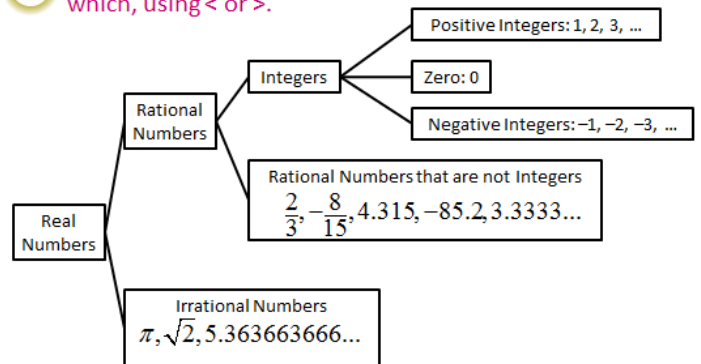 which, using < or >.
Positive Integers: 1, 2, 3, ...
Integers
Zero: 0
Rational
Numbers
Negative Integers: –1, –2, –3, ...
Rational Numbers that are not Integers
2/3, –8/15, 4.315, –85.2, 3.3333...
Real
Numbers
Irrational Numbers
π, √2, 5.363663666...